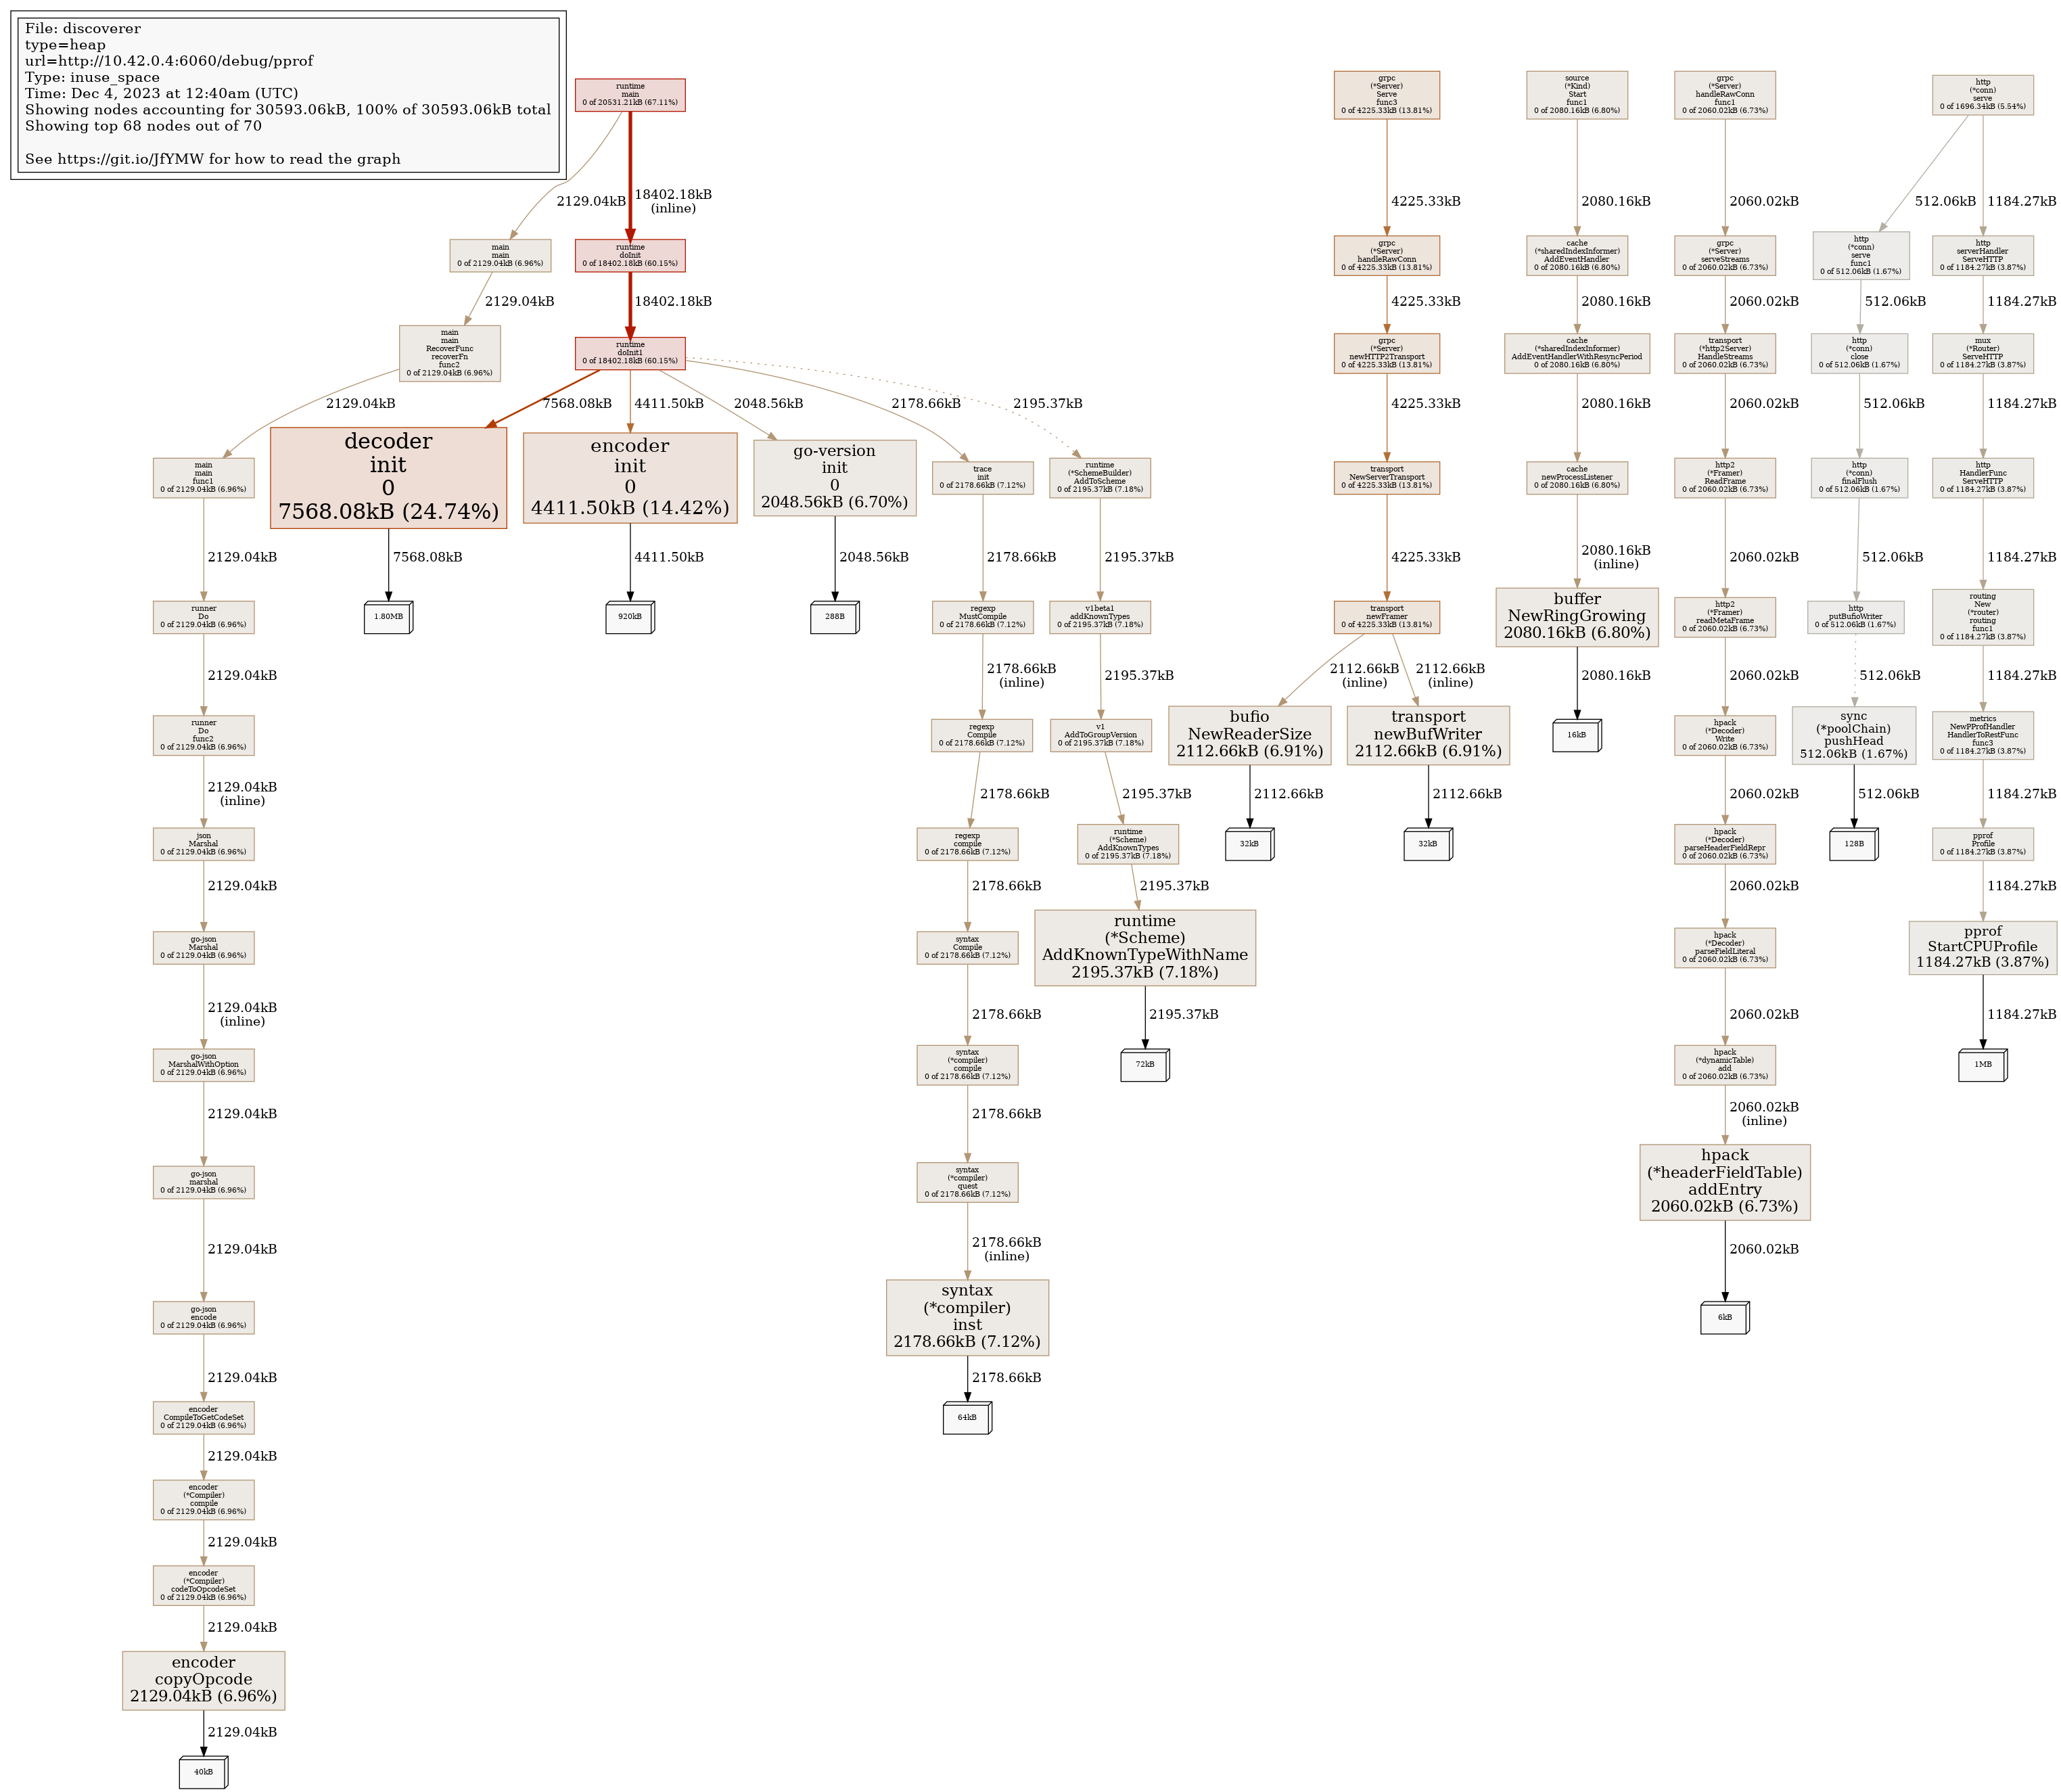 File: discoverer
type=heap
url=http://10.42.0.4:6060/debug/pprof
Type: inuse_space
Time: Dec 4, 2023 at 12:40am (UTC)
Showing nodes accounting for 30593.06kB, 100% of 30593.06kB total
Showing top 68 nodes out of 70
See https://git.io/JfYMW for how to read the graph
runtime
main
0 of 20531.21kB (67.11%)
2129.04kB
18402.18kB
(inline)
main
main
0 of 2129.04kB (6.96%)
runtime
doInit
0 of 18402.18kB (60.15%)
2129.04kB
18402.18kB
main
main
RecoverFunc
recoverFn
func2
0 of 2129.04kB (6.96%)
runtime
doInit1
0 of 18402.18kB (60.15%)
2129.04kB
7568.08kB
4411.50kB
2048.56kB
2178.66kB
2195.37kB
main
main
func1
0 of 2129.04kB (6.96%)
decoder
init
0
7568.08kB (24.74%)
encoder
init
0
4411.50kB (14.42%)
go-version
init
0
2048.56kB (6.70%)
trace
init
0 of 2178.66kB (7.12%)
runtime
(*SchemeBuilder)
AddToScheme
0 of 2195.37kB (7.18%)
2129.04kB
7568.08kB
4411.50kB
2048.56kB
2178.66kB
2195.37kB
runner
Do
0 of 2129.04kB (6.96%)
1.80MB
920kB
288B
regexp
MustCompile
0 of 2178.66kB (7.12%)
v1beta1
addKnownTypes
0 of 2195.37kB (7.18%)
2129.04kB
2178.66kB
(inline)
2195.37kB
runner
Do
func2
0 of 2129.04kB (6.96%)
regexp
Compile
0 of 2178.66kB (7.12%)
v1
AddToGroupVersion
0 of 2195.37kB (7.18%)
2129.04kB
(inline)
2178.66kB
2195.37kB
json
Marshal
0 of 2129.04kB (6.96%)
regexp
compile
0 of 2178.66kB (7.12%)
runtime
(*Scheme)
AddKnownTypes
0 of 2195.37kB (7.18%)
2129.04kB
2178.66kB
2195.37kB
go-json
Marshal
0 of 2129.04kB (6.96%)
syntax
Compile
0 of 2178.66kB (7.12%)
runtime
(*Scheme)
AddKnownTypeWithName
2195.37kB (7.18%)
2129.04kB
(inline)
2178.66kB
2195.37kB
go-json
MarshalWithOption
0 of 2129.04kB (6.96%)
syntax
(*compiler)
compile
0 of 2178.66kB (7.12%)
72kB
2129.04kB
2178.66kB
go-json
marshal
0 of 2129.04kB (6.96%)
syntax
(*compiler)
quest
0 of 2178.66kB (7.12%)
2129.04kB
2178.66kB
(inline)
go-json
encode
0 of 2129.04kB (6.96%)
syntax
(*compiler)
inst
2178.66kB (7.12%)
2129.04kB
2178.66kB
encoder
CompileToGetCodeSet
0 of 2129.04kB (6.96%)
64kB
2129.04kB
encoder
(*Compiler)
compile
0 of 2129.04kB (6.96%)
2129.04kB
encoder
(*Compiler)
codeToOpcodeSet
0 of 2129.04kB (6.96%)
2129.04kB
encoder
copyOpcode
2129.04kB (6.96%)
2129.04kB
40kB
grpc
(*Server)
Serve
func3
0 of 4225.33kB (13.81%)
4225.33kB
grpc
(*Server)
handleRawConn
0 of 4225.33kB (13.81%)
4225.33kB
grpc
(*Server)
newHTTP2Transport
0 of 4225.33kB (13.81%)
4225.33kB
transport
NewServerTransport
0 of 4225.33kB (13.81%)
4225.33kB
transport
newFramer
0 of 4225.33kB (13.81%)
2112.66kB
(inline)
2112.66kB
(inline)
bufio
NewReaderSize
2112.66kB (6.91%)
transport
newBufWriter
2112.66kB (6.91%)
2112.66kB
2112.66kB
32kB
32kB
source
(*Kind)
Start
func1
0 of 2080.16kB (6.80%)
2080.16kB
cache
(*sharedIndexInformer)
AddEventHandler
0 of 2080.16kB (6.80%)
2080.16kB
cache
(*sharedIndexInformer)
AddEventHandlerWithResyncPeriod
0 of 2080.16kB (6.80%)
2080.16kB
cache
newProcessListener
0 of 2080.16kB (6.80%)
2080.16kB
(inline)
buffer
NewRingGrowing
2080.16kB (6.80%)
2080.16kB
16kB
grpc
(*Server)
handleRawConn
func1
0 of 2060.02kB (6.73%)
2060.02kB
grpc
(*Server)
serveStreams
0 of 2060.02kB (6.73%)
2060.02kB
transport
(*http2Server)
HandleStreams
0 of 2060.02kB (6.73%)
2060.02kB
http2
(*Framer)
ReadFrame
0 of 2060.02kB (6.73%)
2060.02kB
http2
(*Framer)
readMetaFrame
0 of 2060.02kB (6.73%)
2060.02kB
hpack
(*Decoder)
Write
0 of 2060.02kB (6.73%)
2060.02kB
hpack
(*Decoder)
parseHeaderFieldRepr
0 of 2060.02kB (6.73%)
2060.02kB
hpack
(*Decoder)
parseFieldLiteral
0 of 2060.02kB (6.73%)
2060.02kB
hpack
(*dynamicTable)
add
0 of 2060.02kB (6.73%)
2060.02kB
(inline)
hpack
(*headerFieldTable)
addEntry
2060.02kB (6.73%)
2060.02kB
6kB
http
(*conn)
serve
0 of 1696.34kB (5.54%)
512.06kB
1184.27kB
http
(*conn)
serve
func1
0 of 512.06kB (1.67%)
http
serverHandler
ServeHTTP
0 of 1184.27kB (3.87%)
512.06kB
1184.27kB
http
(*conn)
close
0 of 512.06kB (1.67%)
mux
(*Router)
ServeHTTP
0 of 1184.27kB (3.87%)
512.06kB
1184.27kB
http
(*conn)
finalFlush
0 of 512.06kB (1.67%)
http
HandlerFunc
ServeHTTP
0 of 1184.27kB (3.87%)
512.06kB
1184.27kB
http
putBufioWriter
0 of 512.06kB (1.67%)
routing
New
(*router)
routing
func1
0 of 1184.27kB (3.87%)
512.06kB
1184.27kB
sync
(*poolChain)
pushHead
512.06kB (1.67%)
metrics
NewPProfHandler
HandlerToRestFunc
func3
0 of 1184.27kB (3.87%)
512.06kB
1184.27kB
128B
pprof
Profile
0 of 1184.27kB (3.87%)
1184.27kB
pprof
StartCPUProfile
1184.27kB (3.87%)
1184.27kB
1MB